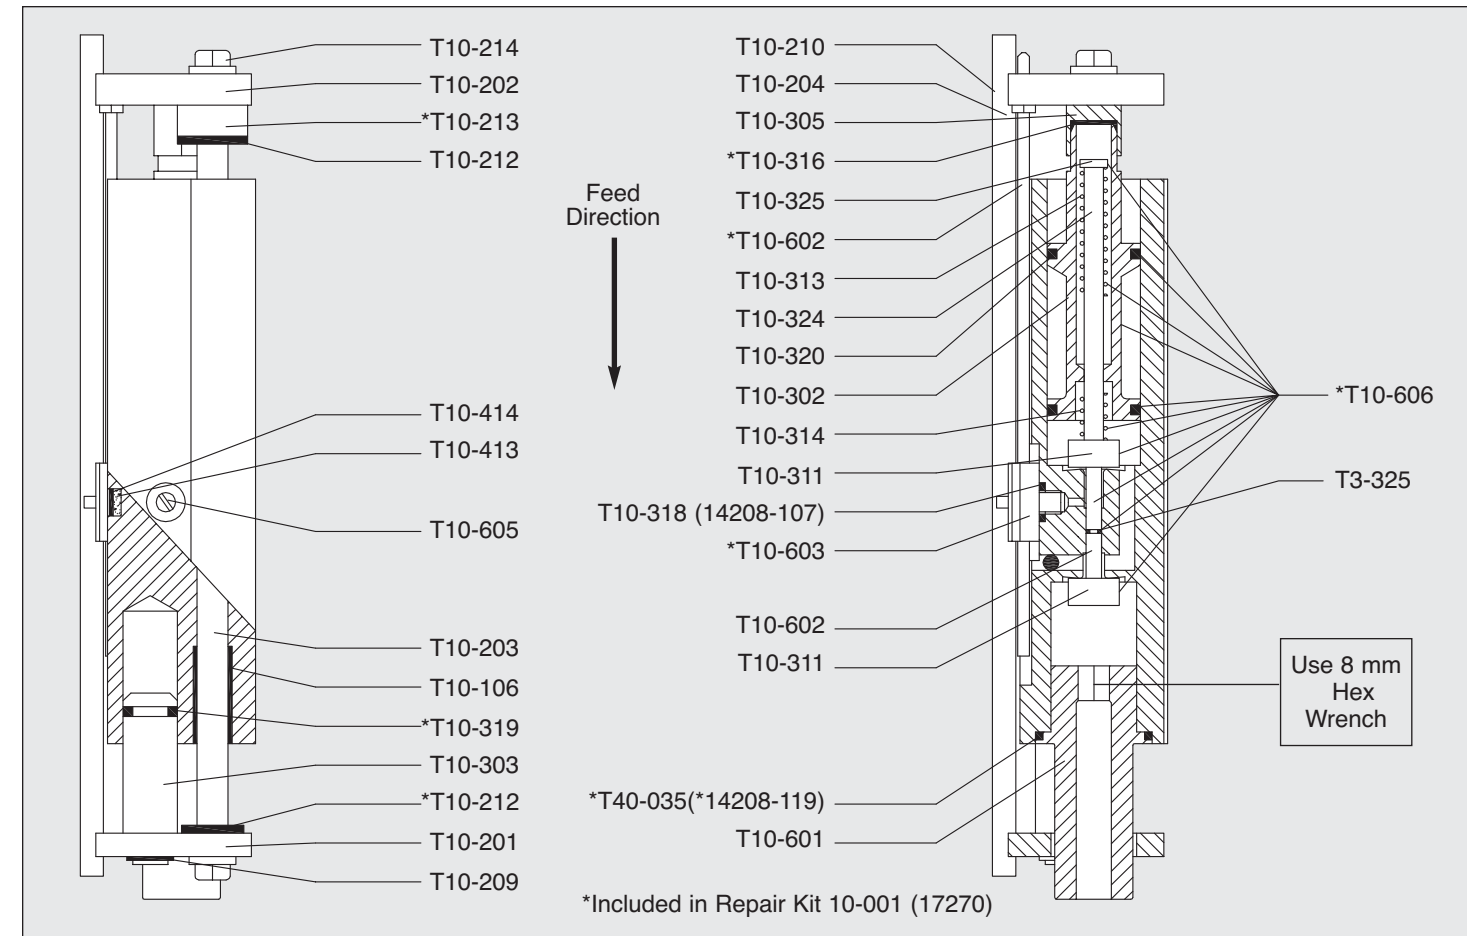 T10-214
T10-202
*T10-213
T10-212
T10-414
T10-413
T10-605
T10-203
T10-106
*T10-319
T10-303
*T10-212
T10-201
T10-209
Feed
Direction
T10-210
T10-204
T10-305
*T10-316
T10-325
*T10-602
T10-313
T10-324
T10-320
T10-302
T10-314
T10-311
T10-318 (14208-107)
*T10-603
T10-602
T10-311
*T40-035(*14208-119)
T10-601
*T10-606
T3-325
Use 8 mm
Hex
Wrench
*Included in Repair Kit 10-001 (17270)